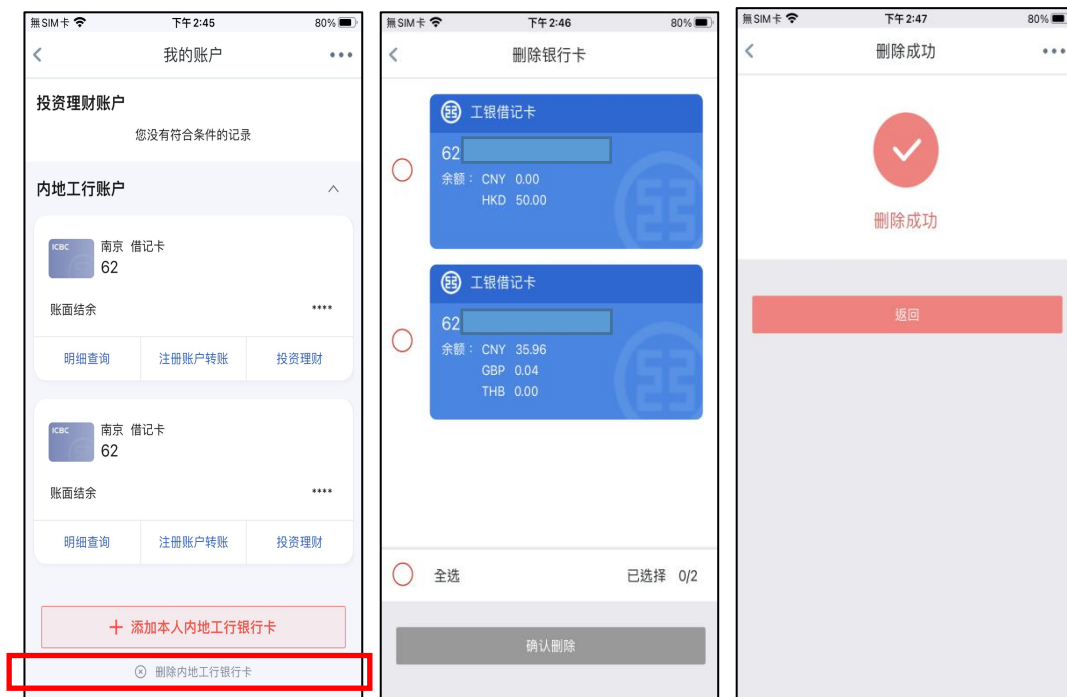 無SIM卡 下午2:45 80%
我的账户
投资理财账户
您没有符合条件的记录
内地工行账户
ICBC 南京 借记卡
62
账面结余 ****
明细查询 注册账户转账 投资理财
ICBC 南京 借记卡
62
账面结余 ****
明细查询 注册账户转账 投资理财
添加本人内地工行银行卡
删除内地工行银行卡
無SIM卡 下午2:46 80%
删除银行卡
工银借记卡
62
余额： CNY 0.00
HKD 50.00
工银借记卡
62
余额： CNY 35.96
GBP 0.04
THB 0.00
全选 已选择 0/2
确认删除
無SIM卡 下午2:47 80%
删除成功
删除成功
返回